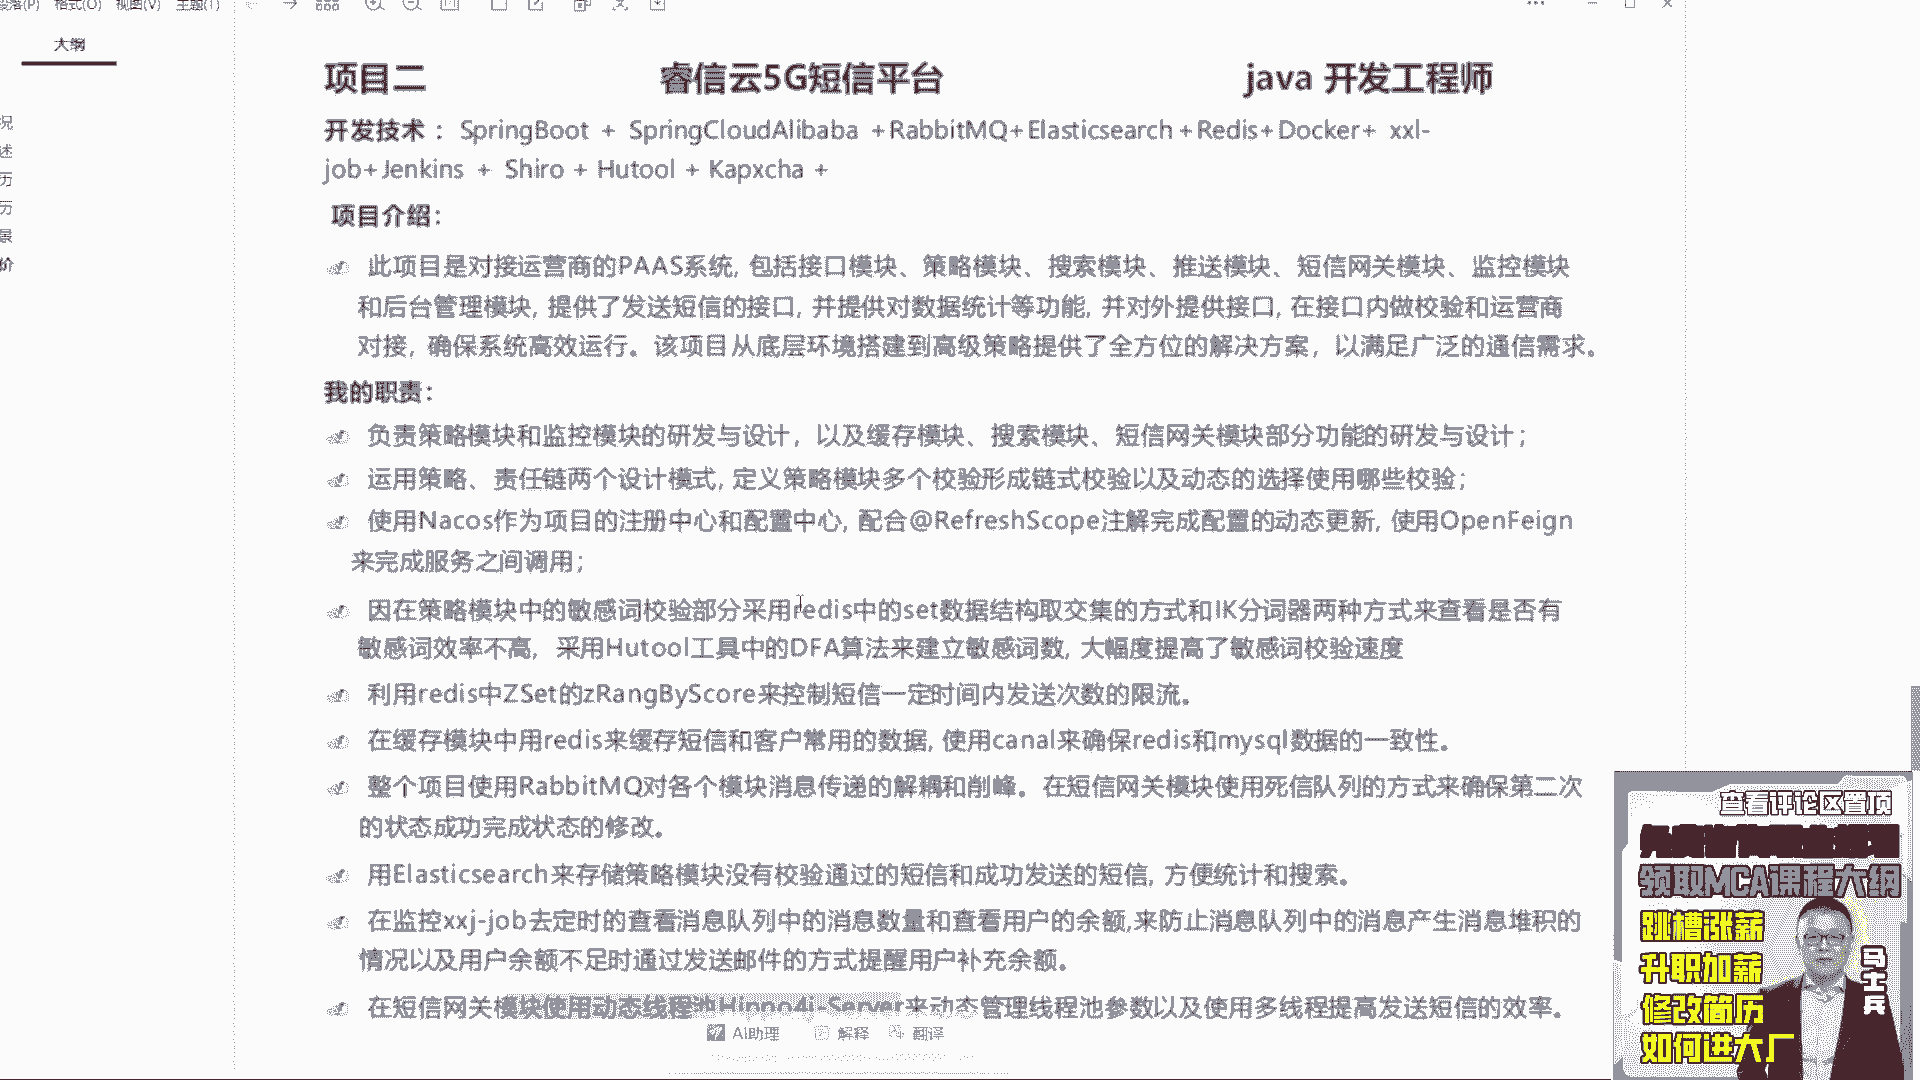 段落(P) 格式(O) 视图(V) 主题(T)
大纲
况
述
历
历
景
价
项目二 睿信云5G短信平台 java 开发工程师
开发技术： SpringBoot + SpringCloudAlibaba +RabbitMQ+Elasticsearch+Redis+Docker+ xxl-
job+Jenkins + Shiro + Hutool + Kapxcha +
项目介绍：
此项目是对接运营商的PAAS系统, 包括接口模块、策略模块、搜索模块、推送模块、短信网关模块、监控模块
和后台管理模块, 提供了发送短信的接口, 并提供对数据统计等功能, 并对外提供接口, 在接口内做校验和运营商
对接, 确保系统高效运行。该项目从底层环境搭建到高级策略提供了全方位的解决方案，以满足广泛的通信需求。
我的职责：
负责策略模块和监控模块的研发与设计，以及缓存模块、搜索模块、短信网关模块部分功能的研发与设计；
运用策略、责任链两个设计模式, 定义策略模块多个校验形成链式校验以及动态的选择使用哪些校验；
使用Nacos作为项目的注册中心和配置中心, 配合@RefreshScope注解完成配置的动态更新, 使用OpenFeign
来完成服务之间调用；
因在策略模块中的敏感词校验部分采用redis中的set数据结构取交集的方式和IK分词器两种方式来查看是否有
敏感词效率不高， 采用Hutool工具中的DFA算法来建立敏感词数, 大幅度提高了敏感词校验速度
利用redis中ZSet的zRangByScore来控制短信一定时间内发送次数的限流。
在缓存模块中用redis来缓存短信和客户常用的数据, 使用canal来确保redis和mysql数据的一致性。
整个项目使用RabbitMQ对各个模块消息传递的解耦和削峰。在短信网关模块使用死信队列的方式来确保第二次
的状态成功完成状态的修改。
用Elasticsearch来存储策略模块没有校验通过的短信和成功发送的短信, 方便统计和搜索。
在监控xxj-job去定时的查看消息队列中的消息数量和查看用户的余额,来防止消息队列中的消息产生消息堆积的
情况以及用户余额不足时通过发送邮件的方式提醒用户补充余额。
在短信网关模块使用动态线程池Hippo4j-Server来动态管理线程池参数以及使用多线程提高发送短信的效率。
AI助理 解释 翻译
查看评论区置顶
领取MCA课程大纲
跳槽涨薪
升职加薪
修改简历
如何进大厂
马士兵